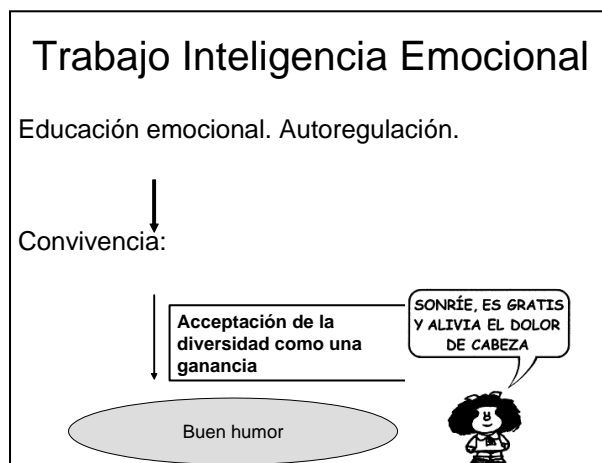 Trabajo Inteligencia Emocional
Educación emocional. Autoregulación.
Convivencia:
Acceptación de la
diversidad como una
ganancia
SONRÍE, ES GRATIS
Y ALIVIA EL DOLOR
DE CABEZA
Buen humor